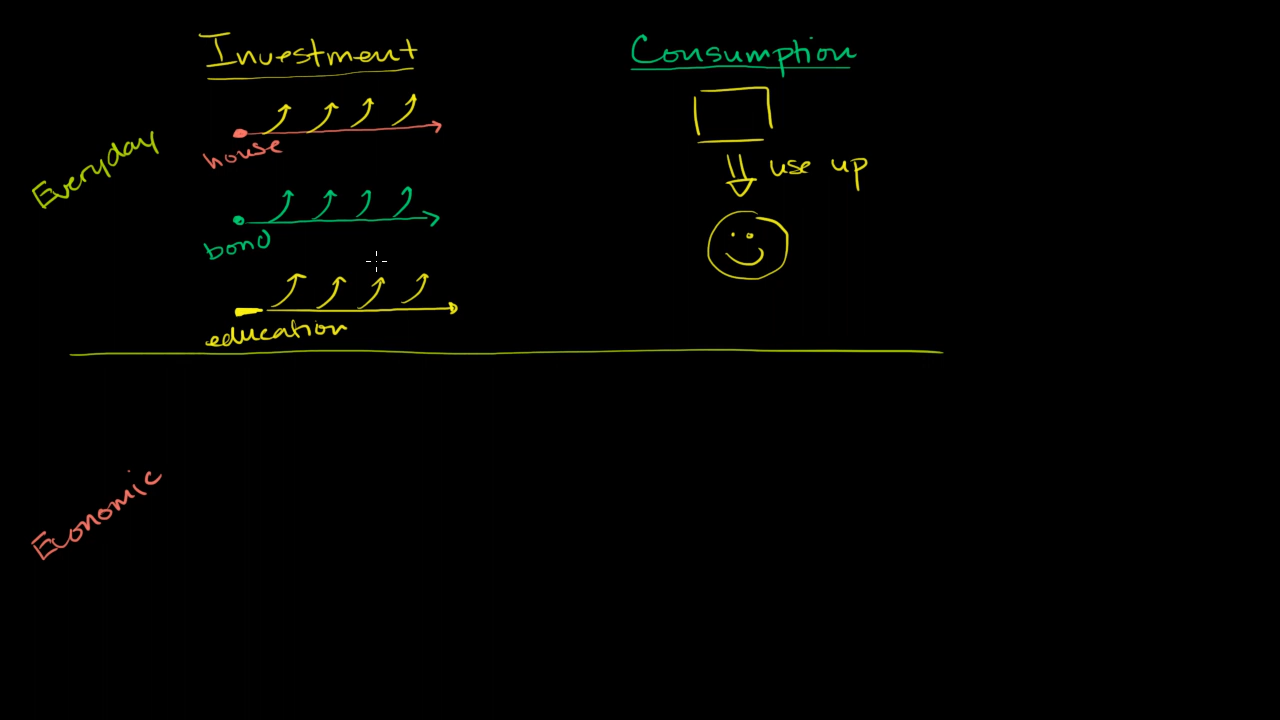 Investment
Consumption
Everyday
house
use up
bond
education
Economic